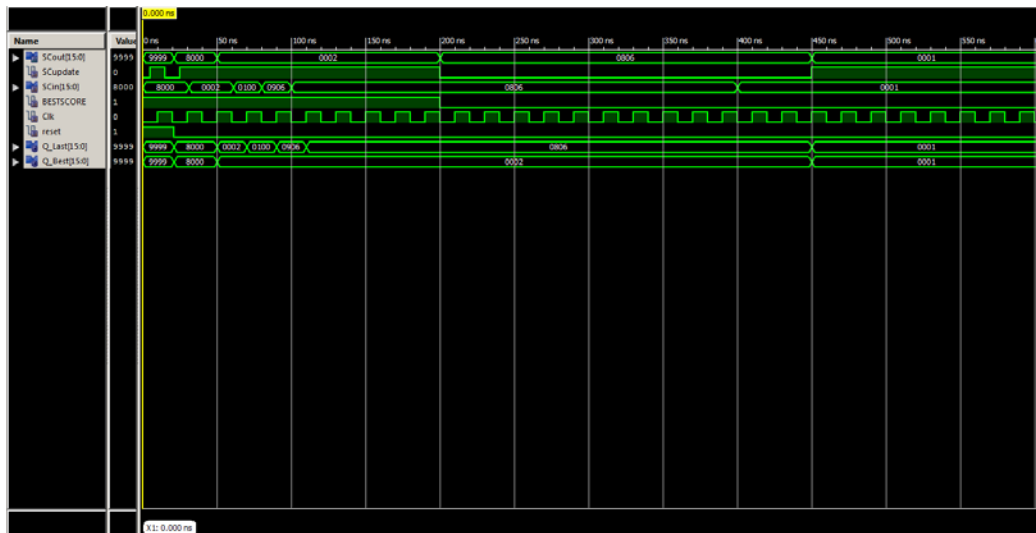 0.000 ns
Name Value 0 ns 50 ns 100 ns 150 ns 200 ns 250 ns 300 ns 350 ns 400 ns 450 ns 500 ns 550 ns
SCout[15:0] 9999 9999 8000 0002 0806 0001
SCupdate 0
SCin[15:0] 8000 8000 0002 0100 0906 0806 0001
BESTSCORE 1
Clk 0
reset 1
Q_Last[15:0] 9999 9999 8000 0002 0100 0906 0806 0001
Q_Best[15:0] 9999 9999 8000 0002 0001
X1: 0.000 ns